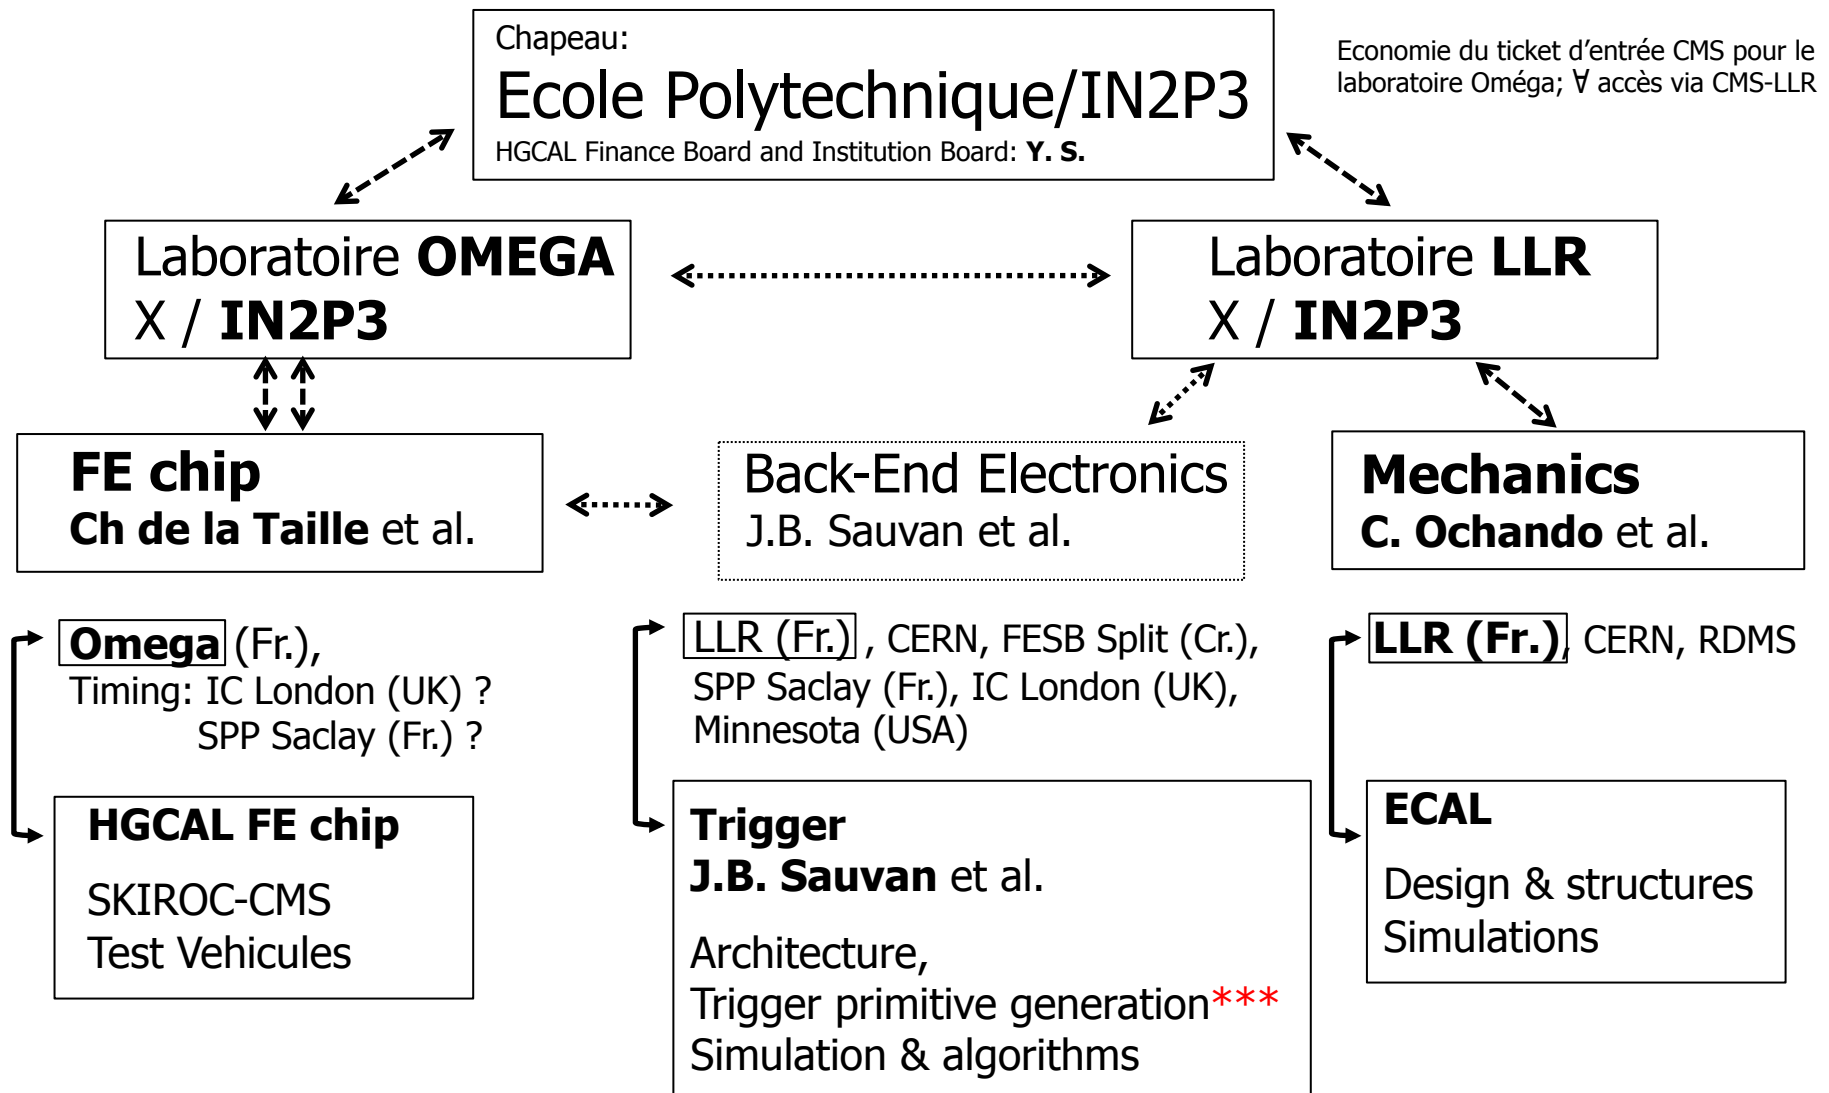 Chapeau:
Ecole Polytechnique/IN2P3
HGCAL Finance Board and Institution Board: Y. S.
Economie du ticket d’entrée CMS pour le
laboratoire Oméga; ∀ accès via CMS-LLR
Laboratoire OMEGA
X / IN2P3
Laboratoire LLR
X / IN2P3
FE chip
Ch de la Taille et al.
Back-End Electronics
J.B. Sauvan et al.
Mechanics
C. Ochando et al.
Omega (Fr.),
Timing: IC London (UK) ?
SPP Saclay (Fr.) ?
LLR (Fr.) , CERN, FESB Split (Cr.),
SPP Saclay (Fr.), IC London (UK),
Minnesota (USA)
LLR (Fr.), CERN, RDMS
HGCAL FE chip
SKIROC-CMS
Test Vehicules
Trigger
J.B. Sauvan et al.
Architecture,
Trigger primitive generation***
Simulation & algorithms
ECAL
Design & structures
Simulations